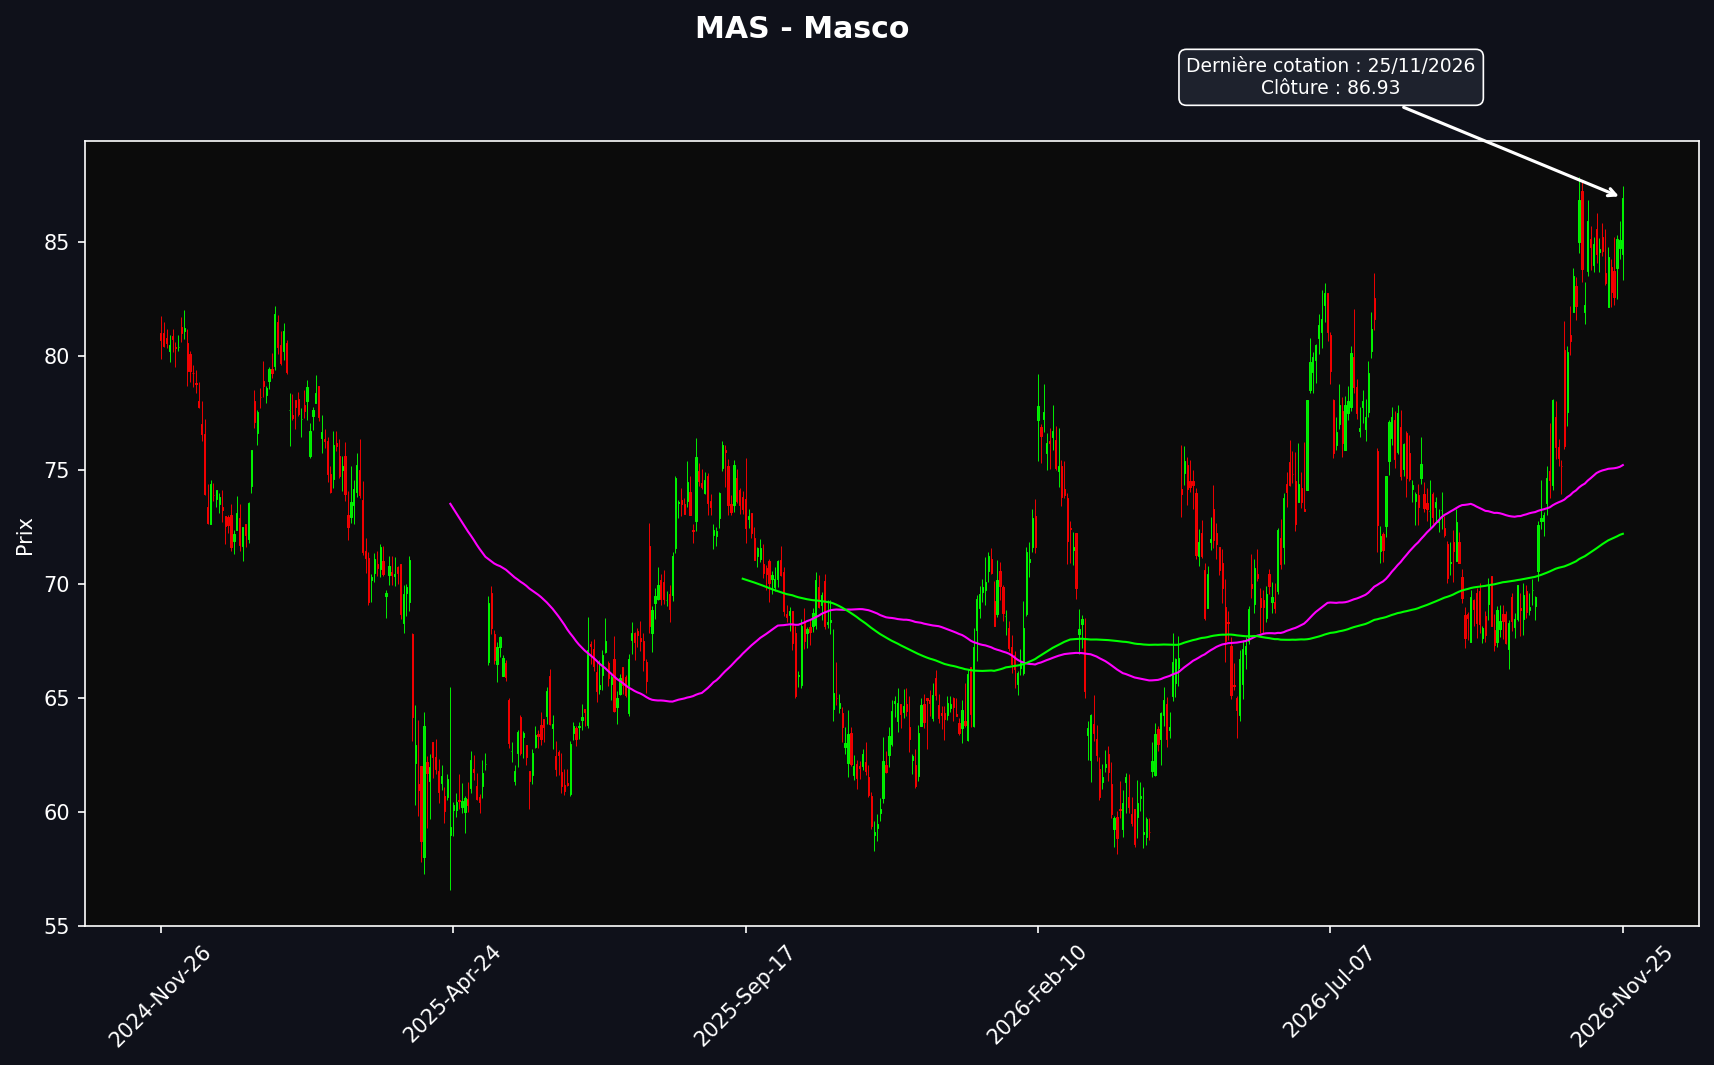 MAS - Masco
Dernière cotation : 25/11/2026
Clôture : 86.93
85
80
75
70
65
60
55
Prix
2024-Nov-26
2025-Apr-24
2025-Sep-17
2026-Feb-10
2026-Jul-07
2026-Nov-25